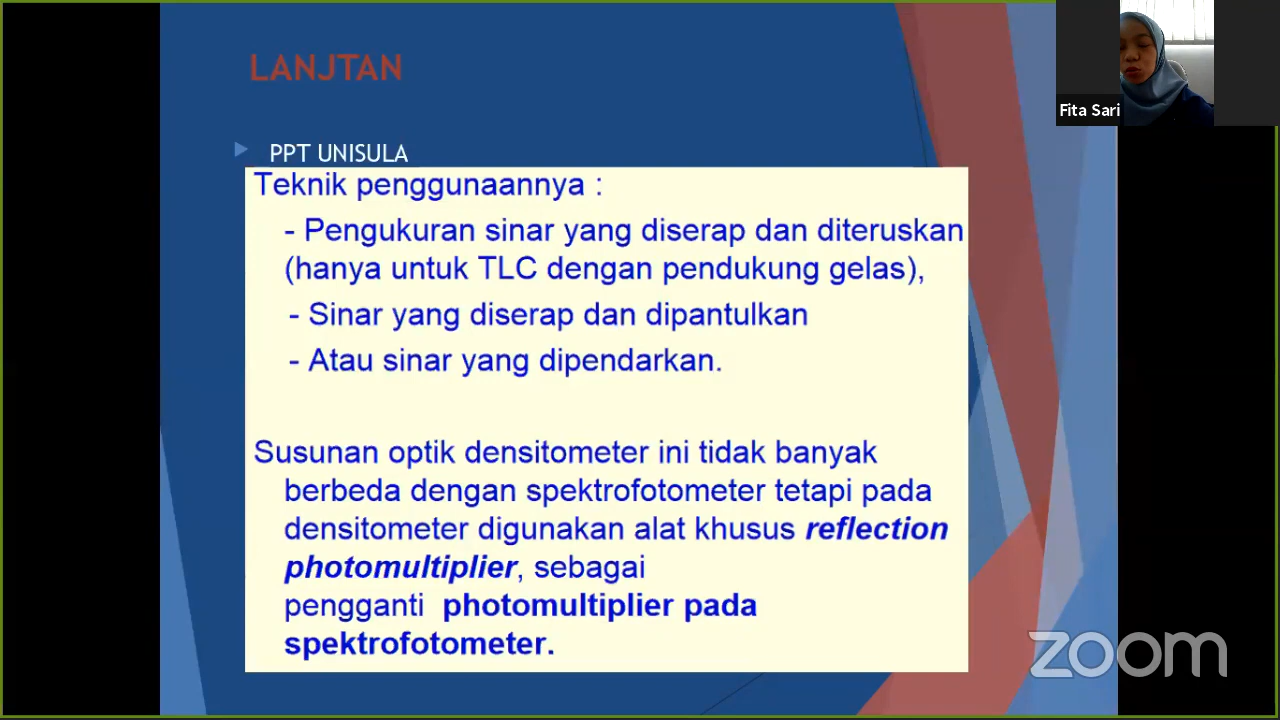 LANJTAN
PPT UNISULA
Teknik penggunaannya :
- Pengukuran sinar yang diserap dan diteruskan
(hanya untuk TLC dengan pendukung gelas),
- Sinar yang diserap dan dipantulkan
- Atau sinar yang dipendarkan.
Susunan optik densitometer ini tidak banyak
berbeda dengan spektrofotometer tetapi pada
densitometer digunakan alat khusus reflection
photomultiplier, sebagai
pengganti photomultiplier pada
spektrofotometer.
Fita Sari
zoom